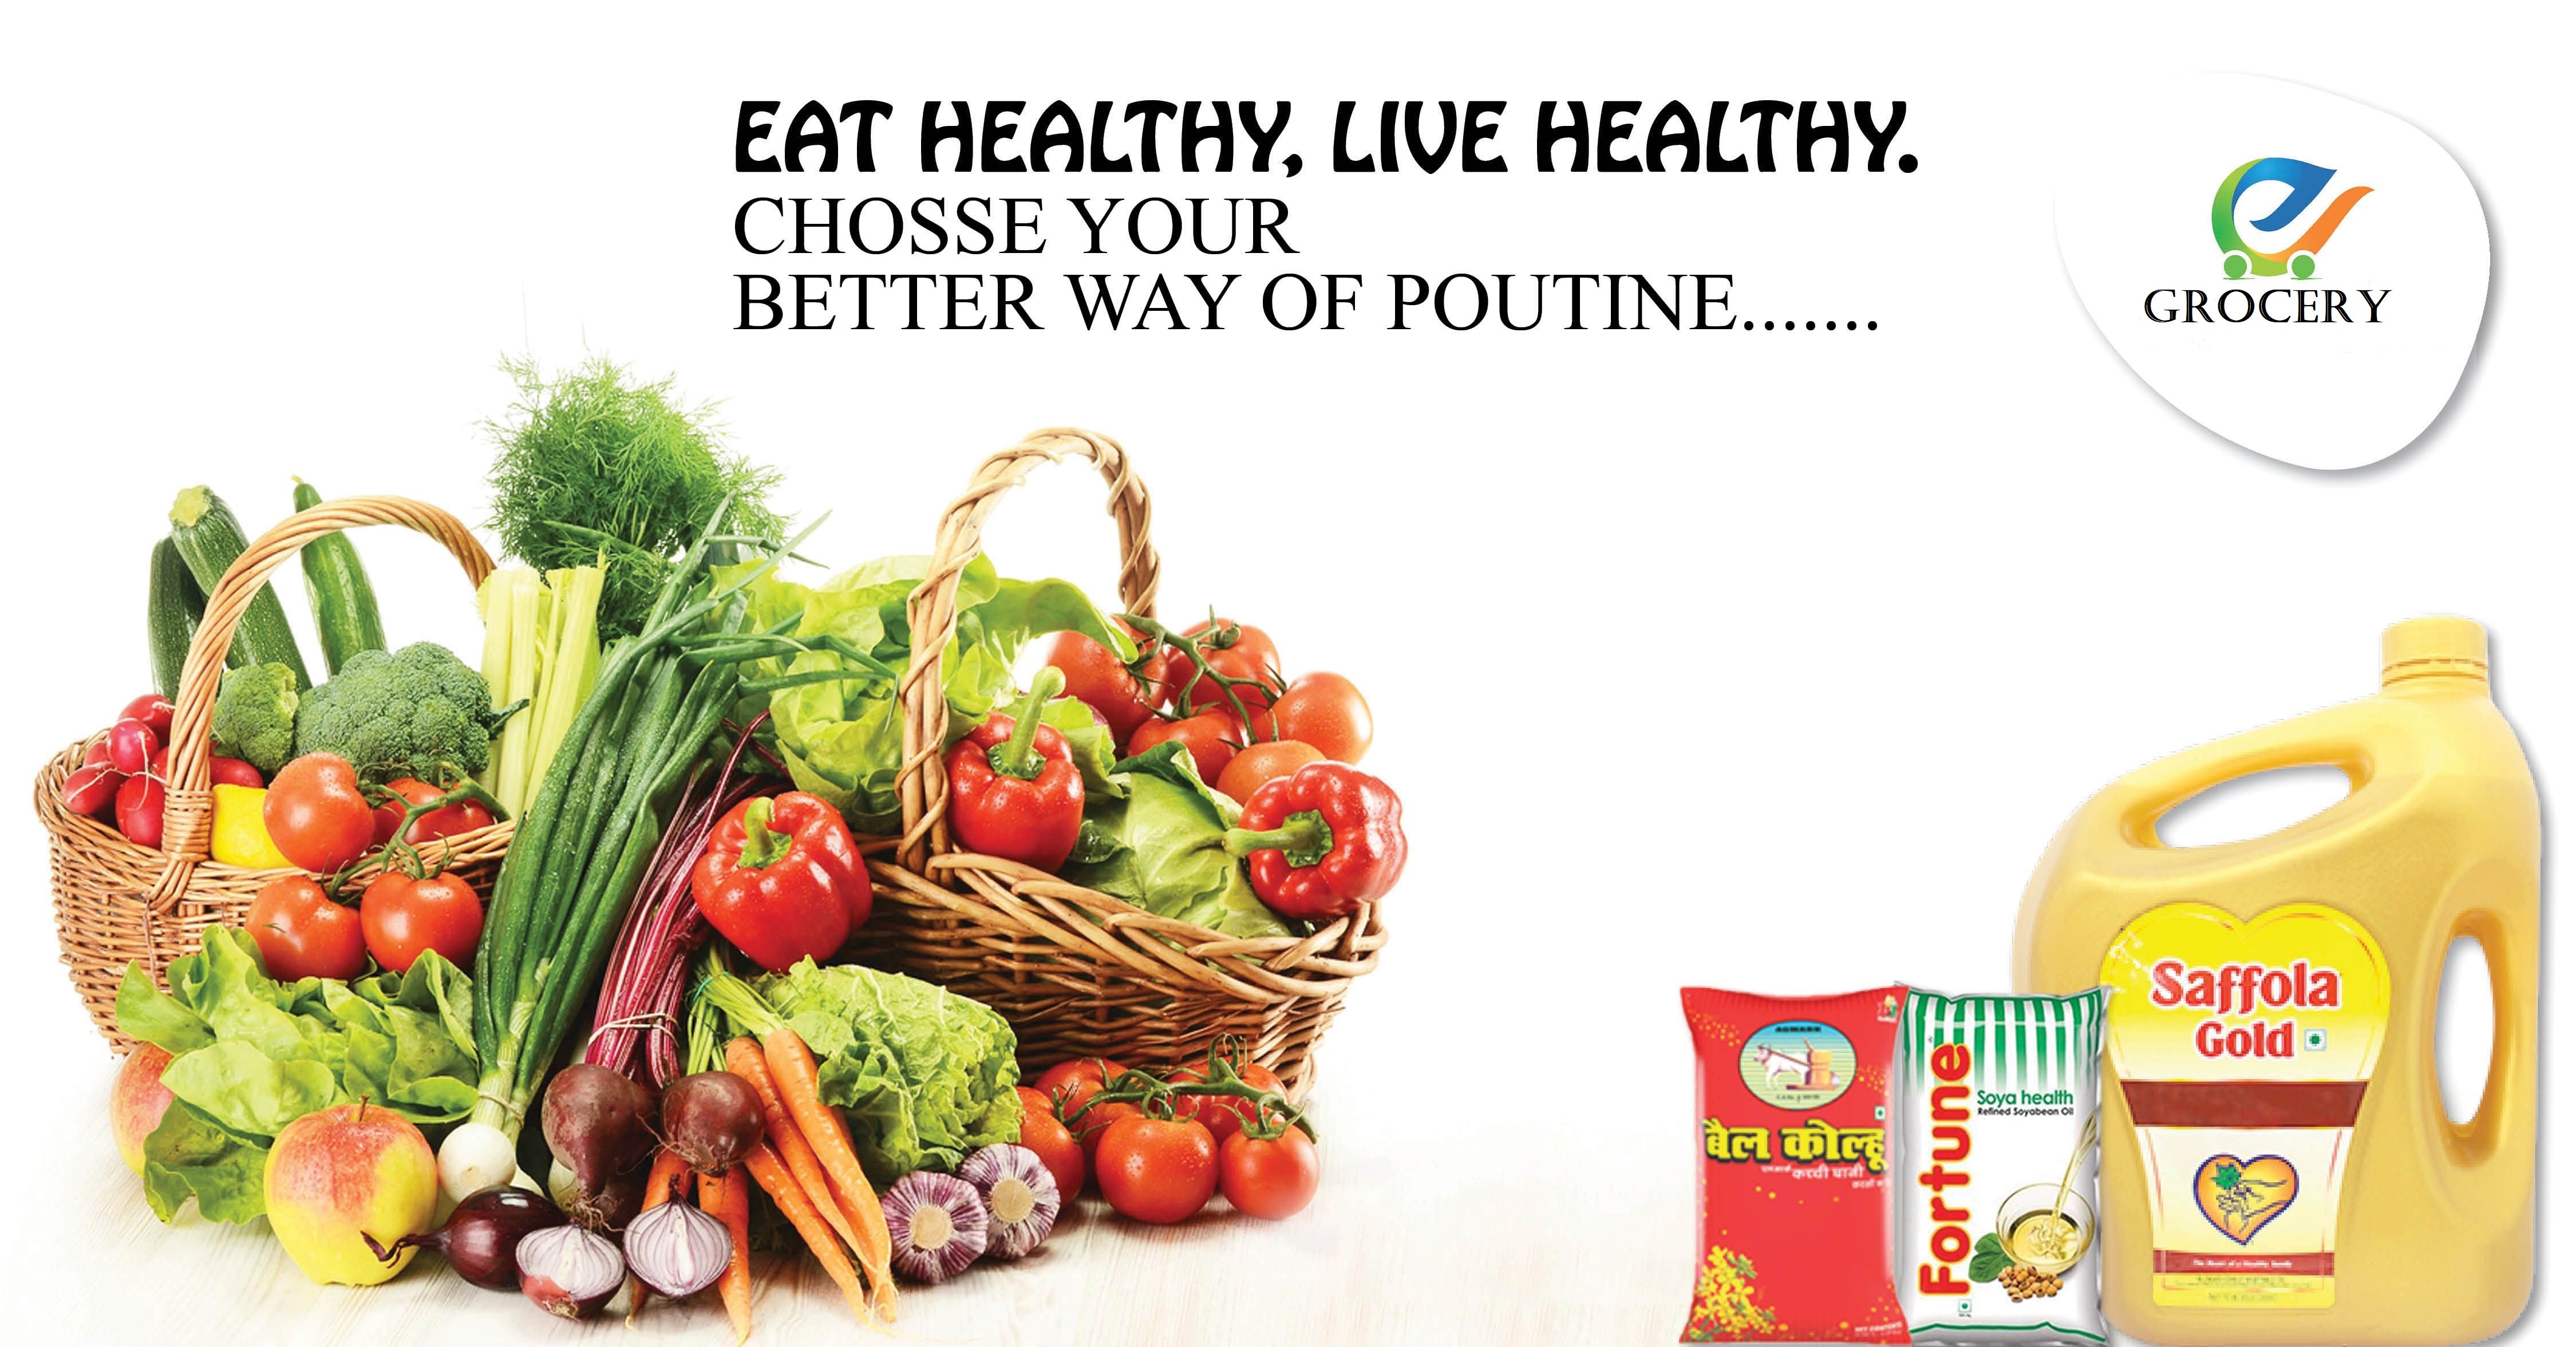 EAT HEALTHY, LIVE HEALTHY.
CHOSSE YOUR
BETTER WAY OF POUTINE.......
GROCERY
AGMARK
बैल कोल्हू
कच्ची घानी
Fortune
Soya health
Refined Soyabean Oil
Saffola
Gold